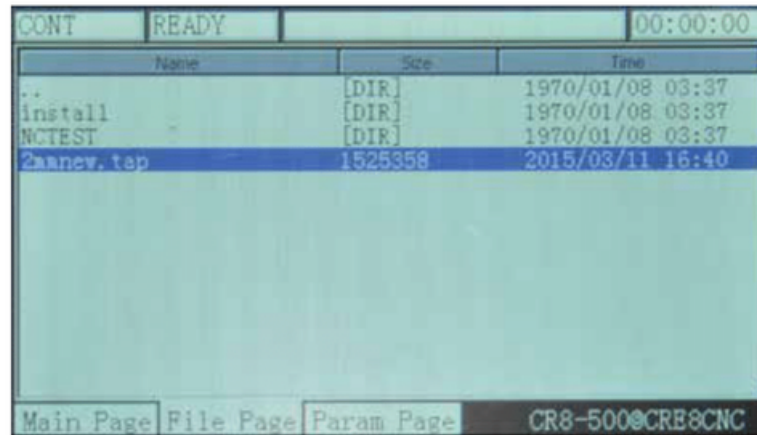 CONT READY 00:00:00
Name Size Time
.. [DIR] 1970/01/08 03:37
install [DIR] 1970/01/08 03:37
NCTEST [DIR] 1970/01/08 03:37
2mmnew.tap 1525358 2015/03/11 16:40
Main Page File Page Param Page CR8-500@CRE8CNC